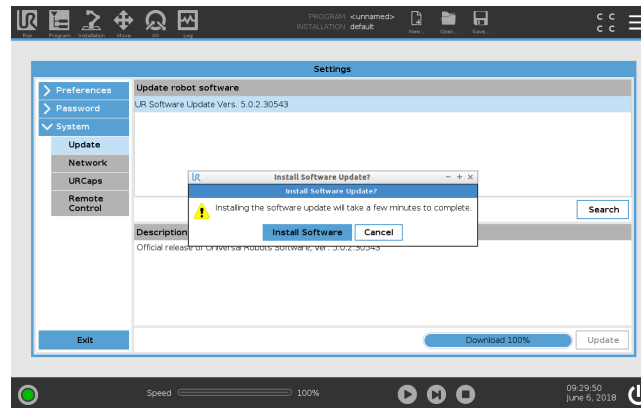 PROGRAM <unnamed>
INSTALLATION default
Run Program Installation Move I/O Log New... Open... Save...
C C
C C
Settings
Preferences
Password
System
Update
Network
URCaps
Remote
Control
Exit
Update robot software
UR Software Update Vers. 5.0.2.30543
Install Software Update?
Install Software Update?
Installing the software update will take a few minutes to complete.
Install Software Cancel
Search
Description
Official release of Universal Robots Software, ver. 5.0.2.30543
Download 100% Update
Speed 100%
09:29:50
June 6, 2018